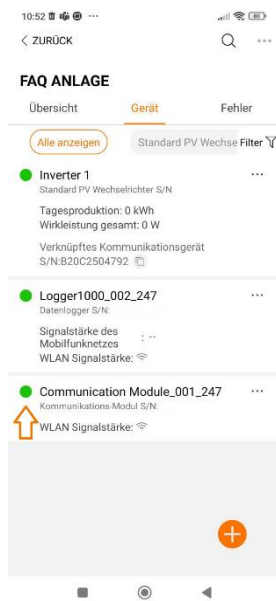 10:52
< ZURÜCK
FAQ ANLAGE
Übersicht Gerät Fehler
Alle anzeigen Standard PV Wechse Filter
Inverter 1
Standard PV Wechselrichter S/N
Tagesproduktion: 0 kWh
Wirkleistung gesamt: 0 W
Verknüpftes Kommunikationsgerät
S/N:B20C2504792
Logger1000_002_247
Datenlogger S/N:
Signalstärke des
Mobilfunknetzes : --
WLAN Signalstärke:
Communication Module_001_247
Kommunikations-Modul S/N:
WLAN Signalstärke: